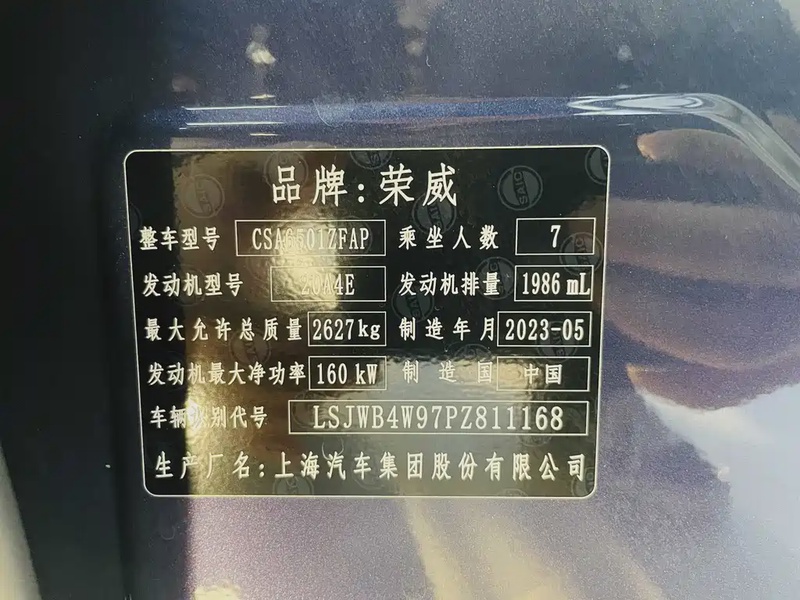 品牌:荣威
整车型号 CSA6501ZFAP 乘坐人数 7
发动机型号 20A4E 发动机排量 1986 mL
最大允许总质量 2627kg 制造年月 2023-05
发动机最大净功率 160 kW 制造国 中国
车辆识别代号 LSJWB4W97PZ811168
生产厂名:上海汽车集团股份有限公司